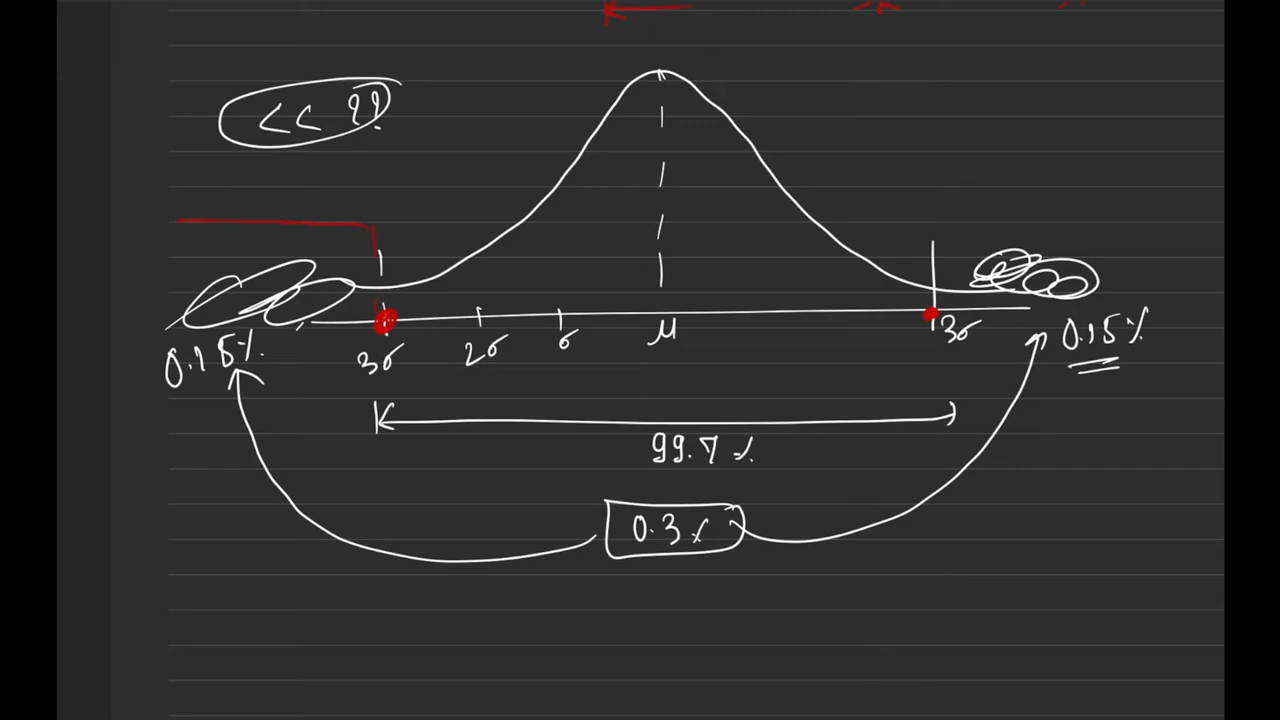 << ??
3σ 2σ σ μ 3σ
0.15% 0.15%
99.7%
0.3%